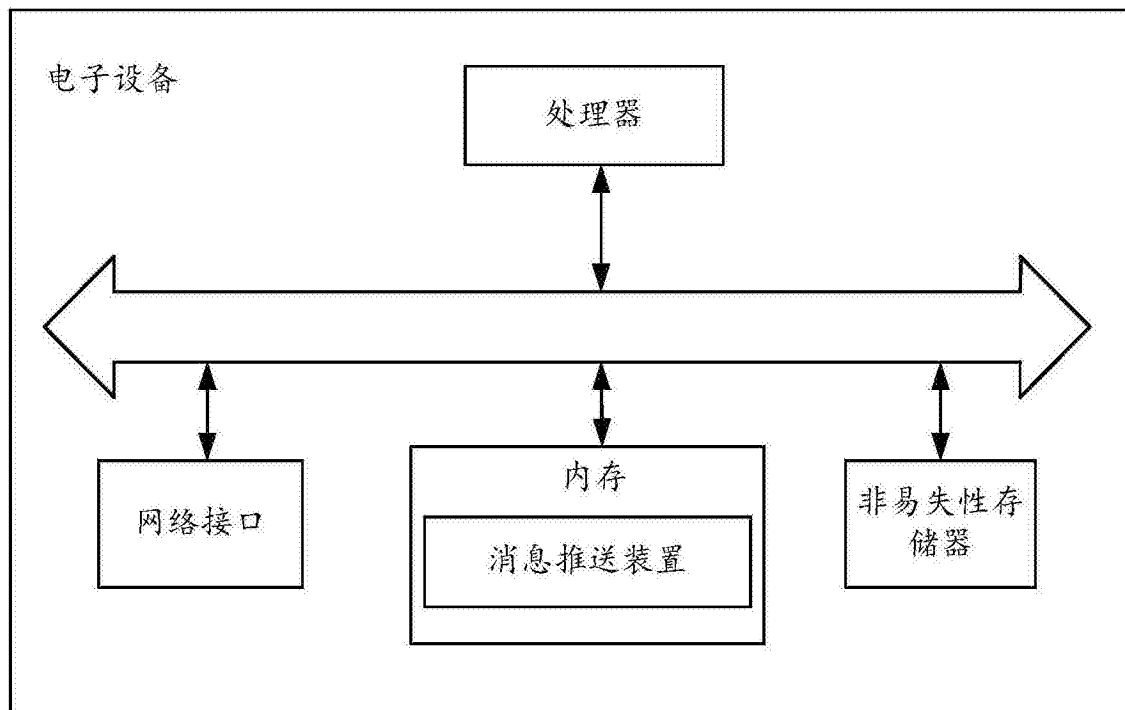 电子设备
处理器
网络接口
内存
消息推送装置
非易失性存
储器